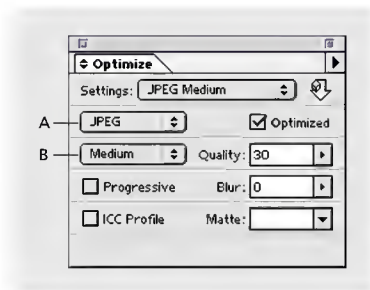 Optimize
Settings: JPEG Medium
A JPEG Optimized
B Medium Quality: 30
Progressive Blur: 0
ICC Profile Matte: